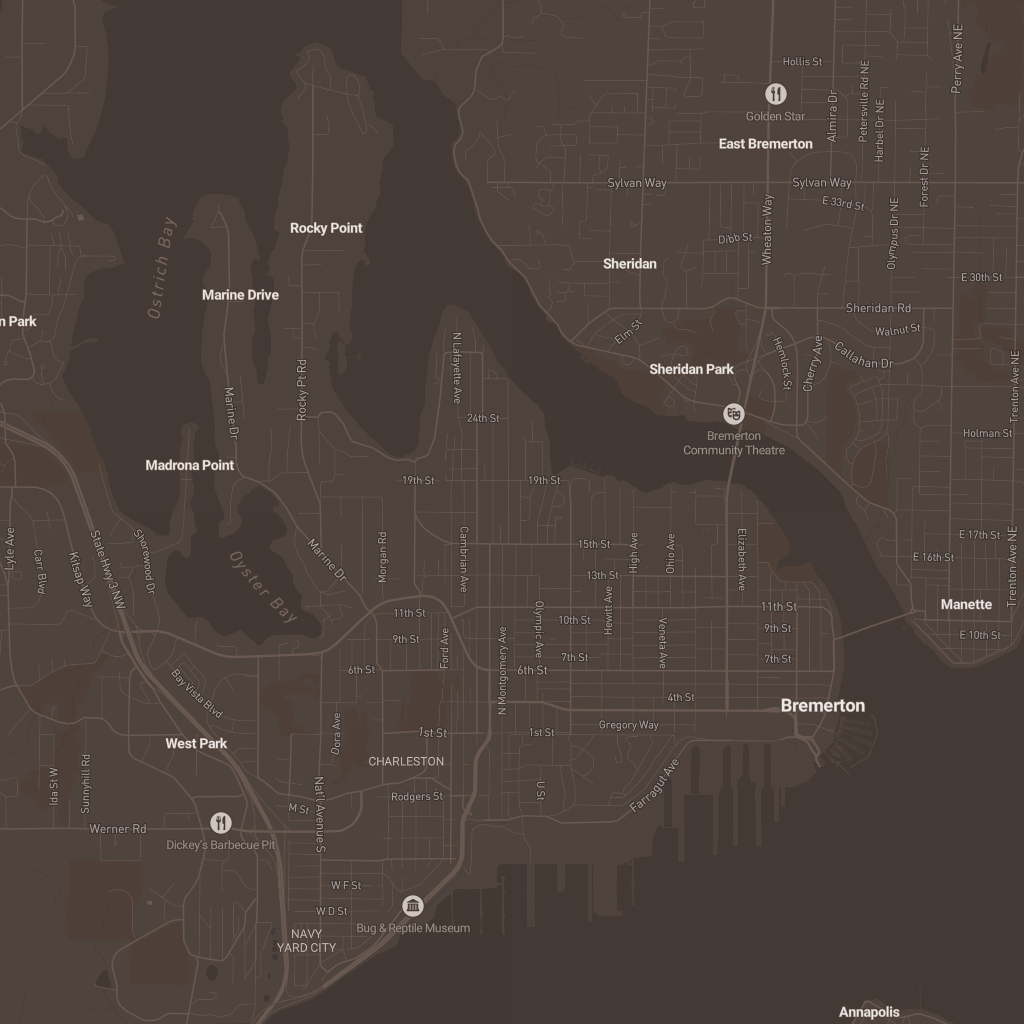 Hollis St
Perry Ave NE
Petersville Rd NE
Almira Dr
Harbel Dr NE
Golden Star
East Bremerton
Forest Dr NE
Sylvan Way
Sylvan Way
E 33rd St
Wheaton Way
Olympus Dr NE
Rocky Point
Dibb St
Ostrich Bay
Sheridan
E 30th St
Marine Drive
Sheridan Rd
n Park
Elm St
Walnut St
N Lafayette Ave
Hemlock St
Cherry Ave
Callahan Dr
Sheridan Park
Trenton Ave NE
Rocky Pt Rd
Marine Dr
24th St
Bremerton
Community Theatre
Holman St
Madrona Point
19th St
19th St
Lyle Ave
Carr Blvd
Kitsap Way
State Hwy 3 NW
Shorewood Dr
Marine Dr
Morgan Rd
Cambrian Ave
15th St
High Ave
Ohio Ave
Elizabeth Ave
E 17th St
E 16th St
Trenton Ave NE
13th St
Oyster Bay
Hewitt Ave
11th St
11th St
Manette
10th St
Olympic Ave
Veneta Ave
9th St
9th St
E 10th St
Ford Ave
7th St
7th St
6th St
6th St
N Montgomery Ave
4th St
Bay Vista Blvd
Bremerton
Gregory Way
1st St
1st St
Dora Ave
West Park
CHARLESTON
Ida St W
Sunnyhill Rd
Farragut Ave
U St
Rodgers St
M St
Nat'l Avenue S
Werner Rd
Dickey's Barbecue Pit
W F St
W D St
Bug & Reptile Museum
NAVY
YARD CITY
Annapolis